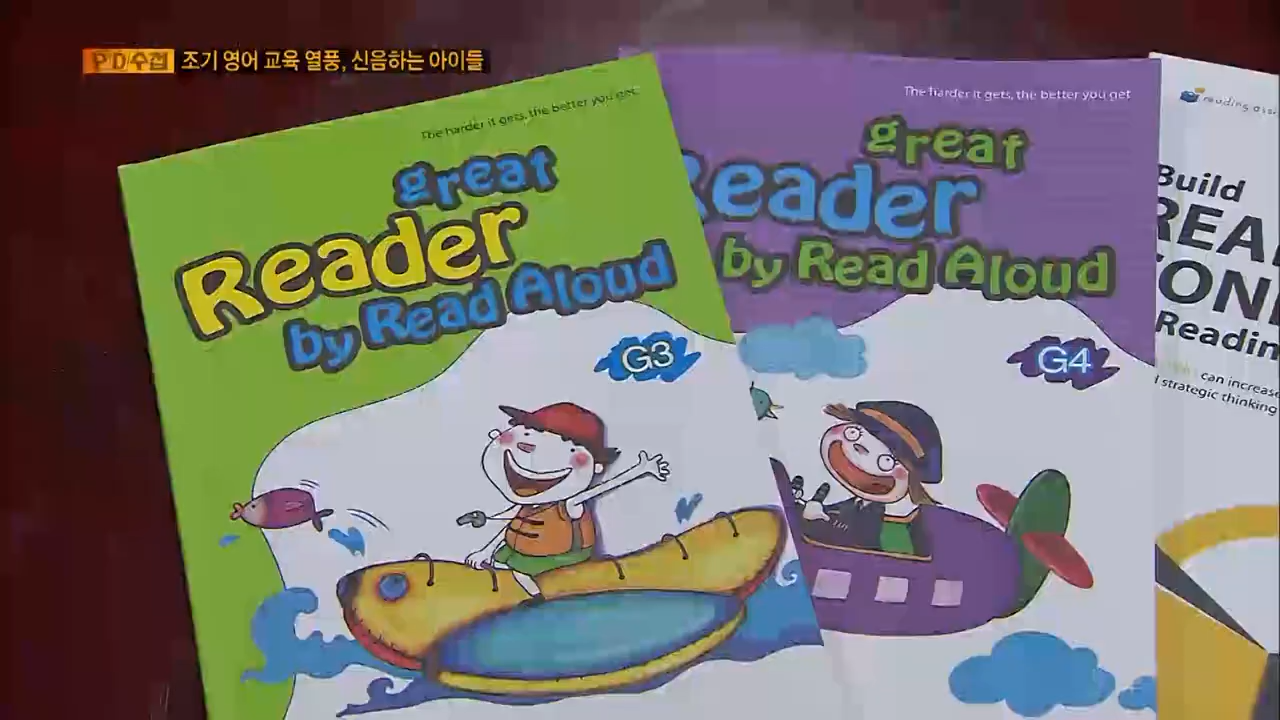 PD수첩 조기 영어 교육 열풍, 신음하는 아이들
The harder it gets, the better you get
great
Reader
by Read Aloud
G3
The harder it gets, the better you get
great
Reader
by Read Aloud
G4
reading
Build
Readin
can increase
strategic thinking